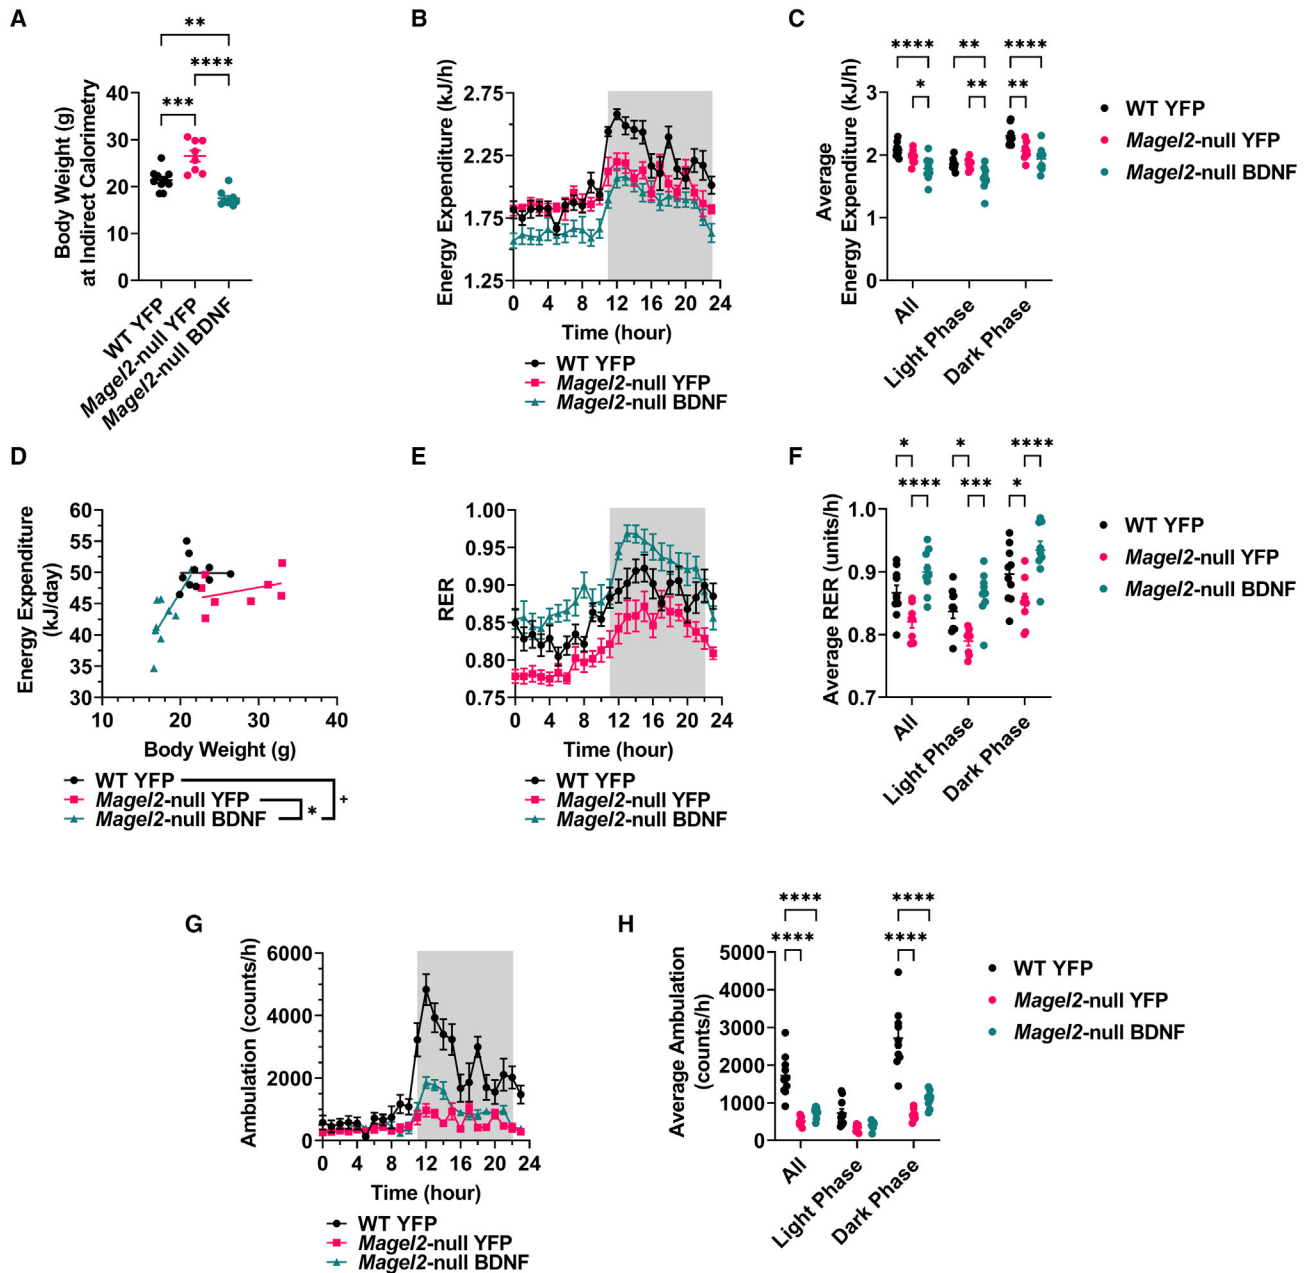 A
**
****
***
Body Weight (g)
at Indirect Calorimetry
40
30
20
10
0
WT YFP
Magel2-null YFP
Magel2-null BDNF
B
Energy Expenditure (kJ/h)
2.75
2.25
1.75
1.25
0 4 8 12 16 20 24
Time (hour)
WT YFP
Magel2-null YFP
Magel2-null BDNF
C
**** ** ****
* ** **
Average
Energy Expenditure (kJ/h)
3
2
1
0
All
Light Phase
Dark Phase
WT YFP
Magel2-null YFP
Magel2-null BDNF
D
Energy Expenditure
(kJ/day)
60
55
50
45
40
35
30
10 20 30 40
Body Weight (g)
WT YFP
Magel2-null YFP
Magel2-null BDNF
*
+
E
RER
1.00
0.95
0.90
0.85
0.80
0.75
0 4 8 12 16 20 24
Time (hour)
WT YFP
Magel2-null YFP
Magel2-null BDNF
F
* * ****
**** *** *
Average RER (units/h)
1.0
0.9
0.8
0.7
All
Light Phase
Dark Phase
WT YFP
Magel2-null YFP
Magel2-null BDNF
G
Ambulation (counts/h)
6000
4000
2000
0
0 4 8 12 16 20 24
Time (hour)
WT YFP
Magel2-null YFP
Magel2-null BDNF
H
**** ****
**** ****
Average Ambulation
(counts/h)
5000
4000
3000
2000
1000
0
All
Light Phase
Dark Phase
WT YFP
Magel2-null YFP
Magel2-null BDNF